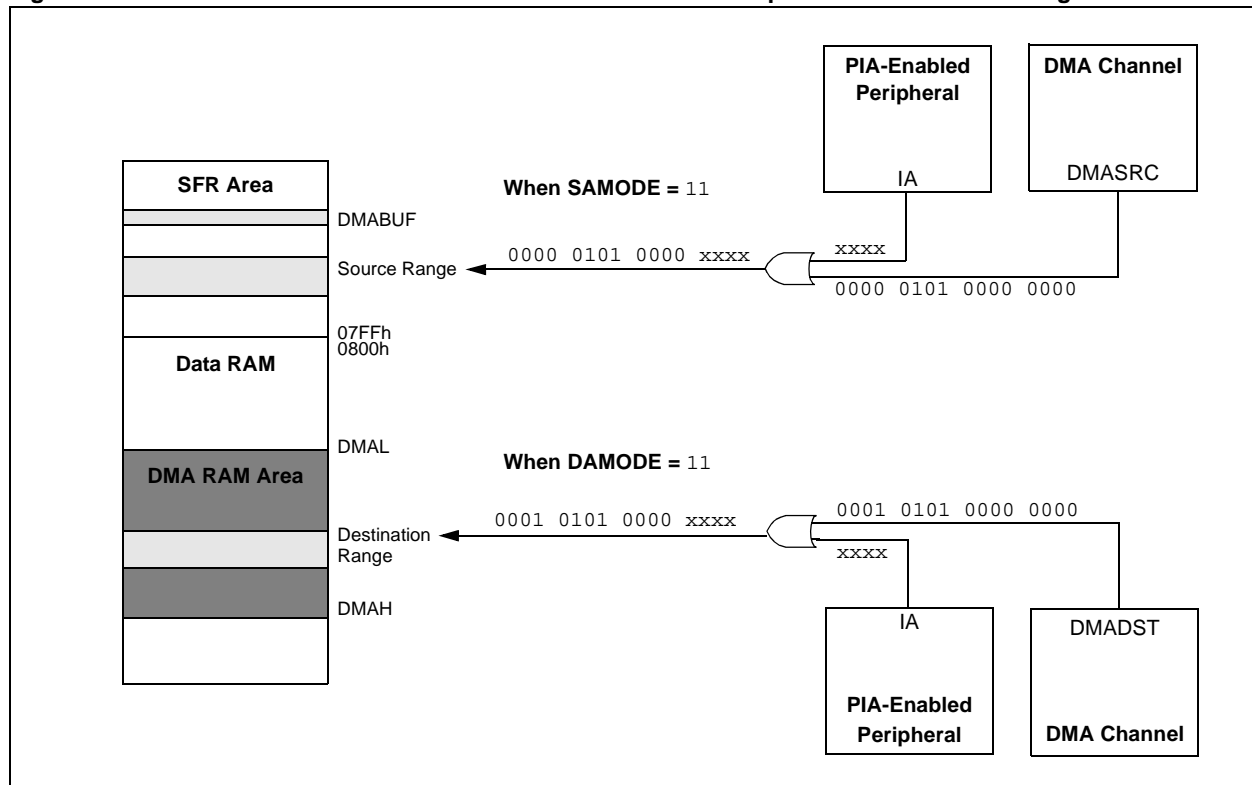 PIA-Enabled
Peripheral
IA
DMA Channel
DMASRC
SFR Area
DMABUF
Source Range
07FFh
0800h
Data RAM
DMAL
DMA RAM Area
Destination
Range
DMAH
When SAMODE = 11
0000 0101 0000 xxxx
xxxx
0000 0101 0000 0000
When DAMODE = 11
0001 0101 0000 xxxx
0001 0101 0000 0000
xxxx
IA
PIA-Enabled
Peripheral
DMADST
DMA Channel